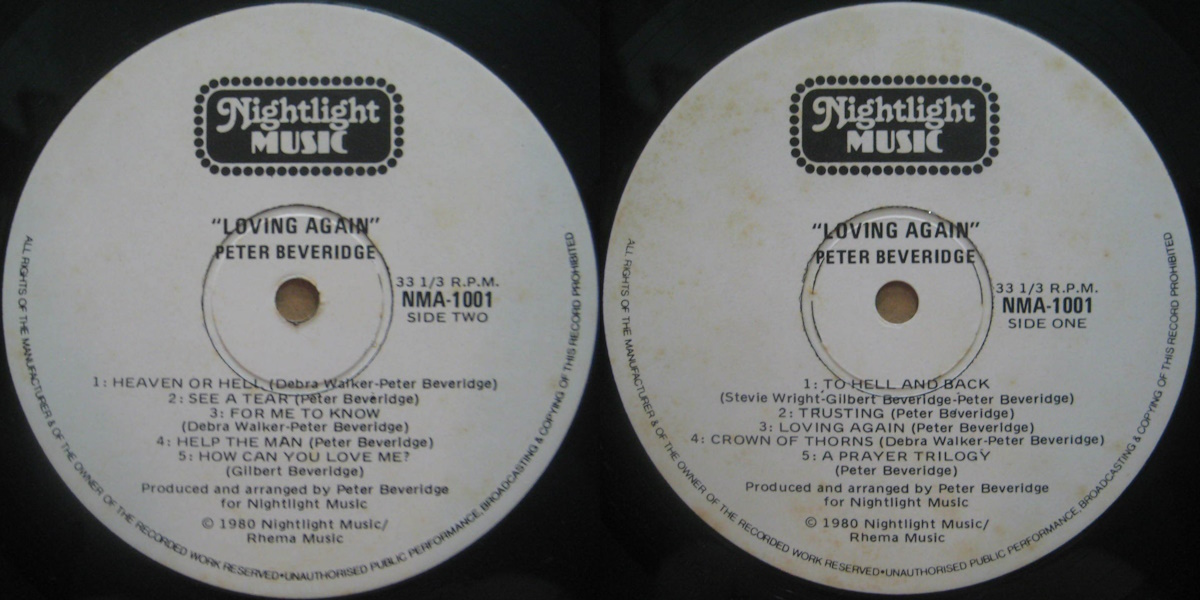 Nightlight
MUSIC
"LOVING AGAIN"
PETER BEVERIDGE
33 1/3 R.P.M.
NMA-1001
SIDE TWO
1: HEAVEN OR HELL (Debra Walker-Peter Beveridge)
2: SEE A TEAR (Peter Beveridge)
3: FOR ME TO KNOW
(Debra Walker-Peter Beveridge)
4: HELP THE MAN (Peter Beveridge)
5: HOW CAN YOU LOVE ME?
(Gilbert Beveridge)
Produced and arranged by Peter Beveridge
for Nightlight Music
© 1980 Nightlight Music/
Rhema Music
ALL RIGHTS OF THE MANUFACTURER & OF THE OWNER OF THE RECORDED WORK RESERVED•UNAUTHORISED PUBLIC PERFORMANCE, BROADCASTING & COPYING OF THIS RECORD PROHIBITED
Nightlight
MUSIC
"LOVING AGAIN"
PETER BEVERIDGE
33 1/3 R.P.M.
NMA-1001
SIDE ONE
1: TO HELL AND BACK
(Stevie Wright-Gilbert Beveridge-Peter Beveridge)
2: TRUSTING (Peter Beveridge)
3: LOVING AGAIN (Peter Beveridge)
4: CROWN OF THORNS (Debra Walker-Peter Beveridge)
5: A PRAYER TRILOGY
(Peter Beveridge)
Produced and arranged by Peter Beveridge
for Nightlight Music
© 1980 Nightlight Music/
Rhema Music
ALL RIGHTS OF THE MANUFACTURER & OF THE OWNER OF THE RECORDED WORK RESERVED•UNAUTHORISED PUBLIC PERFORMANCE, BROADCASTING & COPYING OF THIS RECORD PROHIBITED